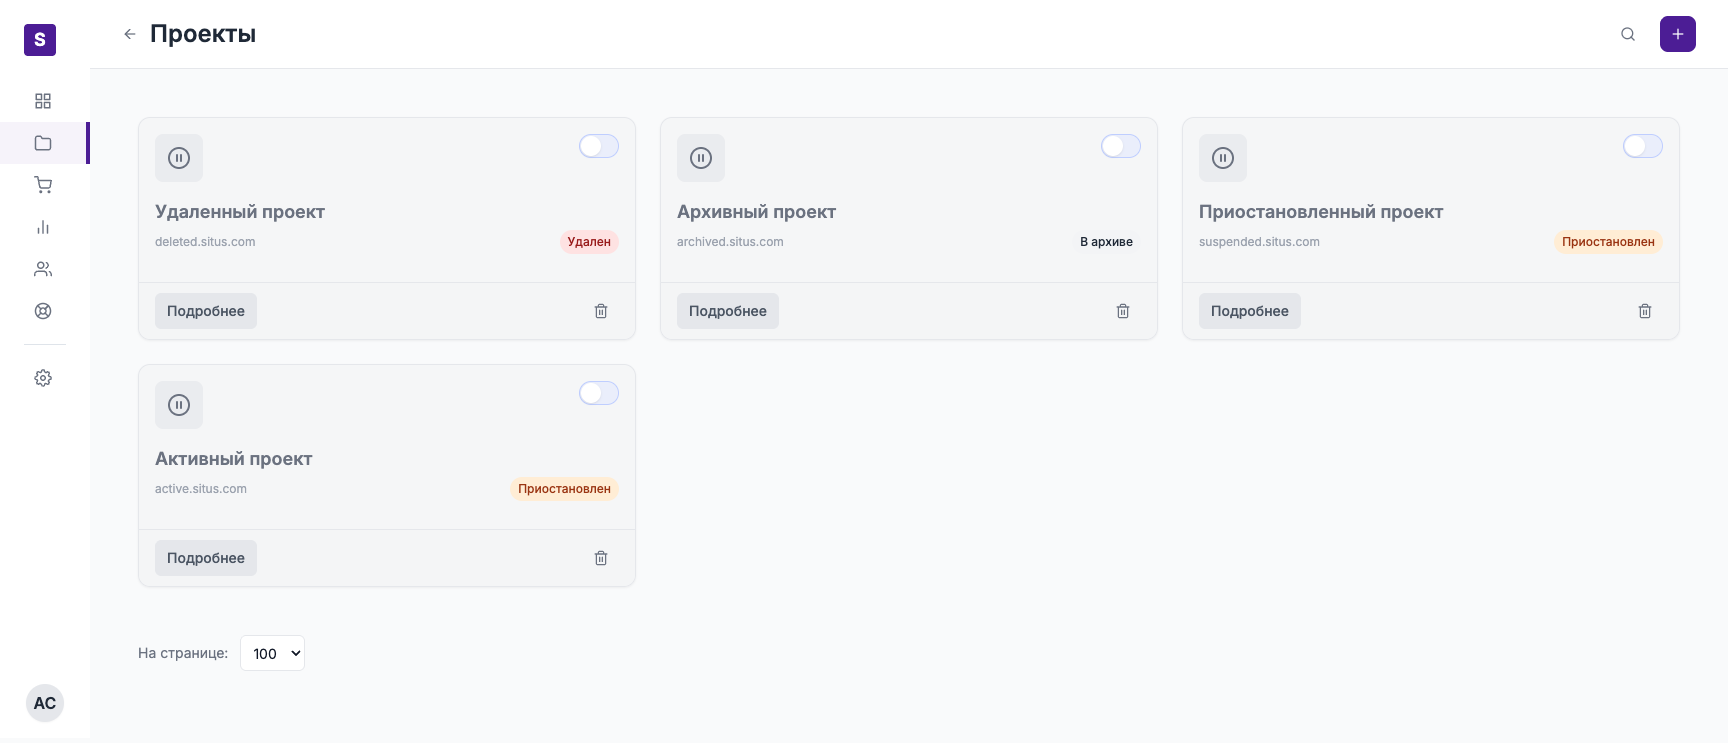 S
Проекты
Удаленный проект
deleted.situs.com
Удален
Подробнее
Архивный проект
archived.situs.com
В архиве
Подробнее
Приостановленный проект
suspended.situs.com
Приостановлен
Подробнее
Активный проект
active.situs.com
Приостановлен
Подробнее
На странице: 100
AC